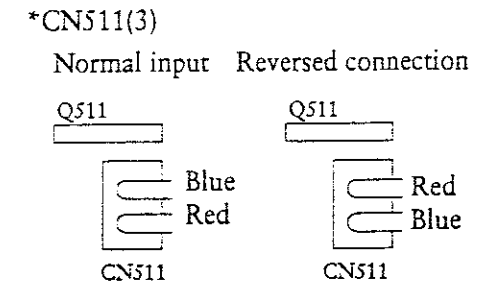 *CN511(3)
Normal input Reversed connection
Q511 Q511
Blue Red
Red Blue
CN511 CN511